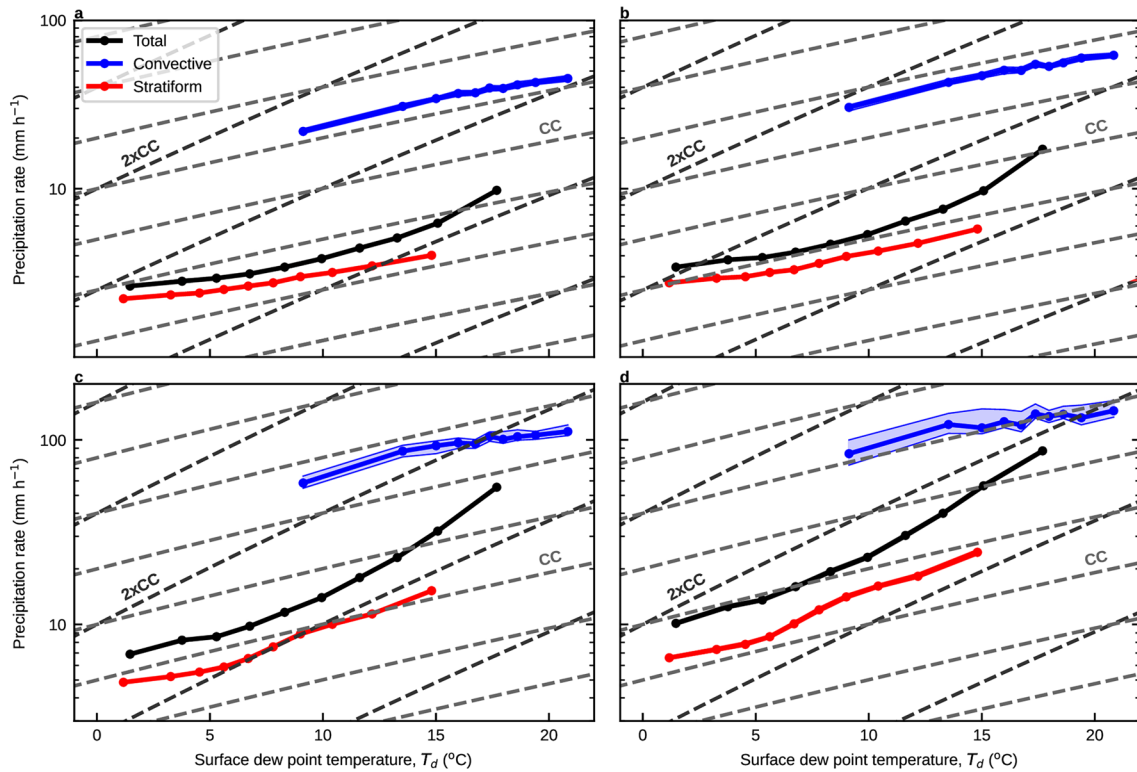 a
b
100
Total
Convective
Stratiform
2xCC
CC
2xCC
CC
10
Precipitation rate (mm h⁻¹)
c
d
100
2xCC
CC
2xCC
CC
10
Precipitation rate (mm h⁻¹)
0 5 10 15 20
0 5 10 15 20
Surface dew point temperature, T_d (°C)
Surface dew point temperature, T_d (°C)